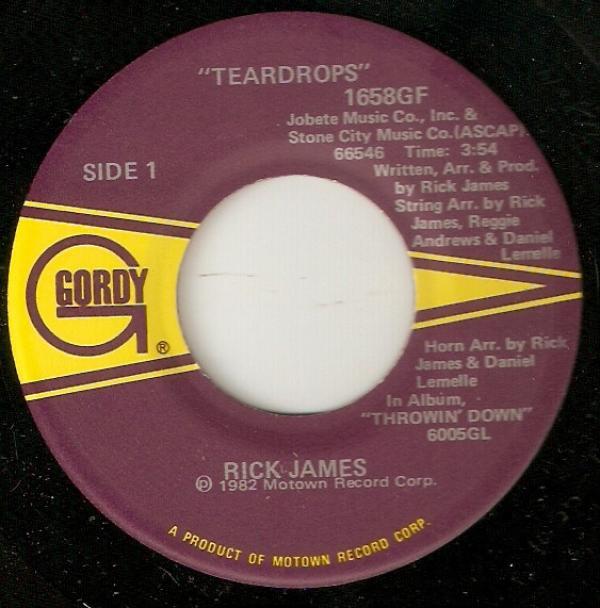 "TEARDROPS"
1658GF
Jobete Music Co., Inc. &
Stone City Music Co.(ASCAP).
66546 Time: 3:54
SIDE 1
Written, Arr. & Prod.
by Rick James
String Arr. by Rick
James, Reggie
Andrews & Daniel
Lemelle
GORDY
®
Horn Arr. by Rick
James & Daniel
Lemelle
In Album,
"THROWIN' DOWN"
6005GL
RICK JAMES
℗ 1982 Motown Record Corp.
A PRODUCT OF MOTOWN RECORD CORP.